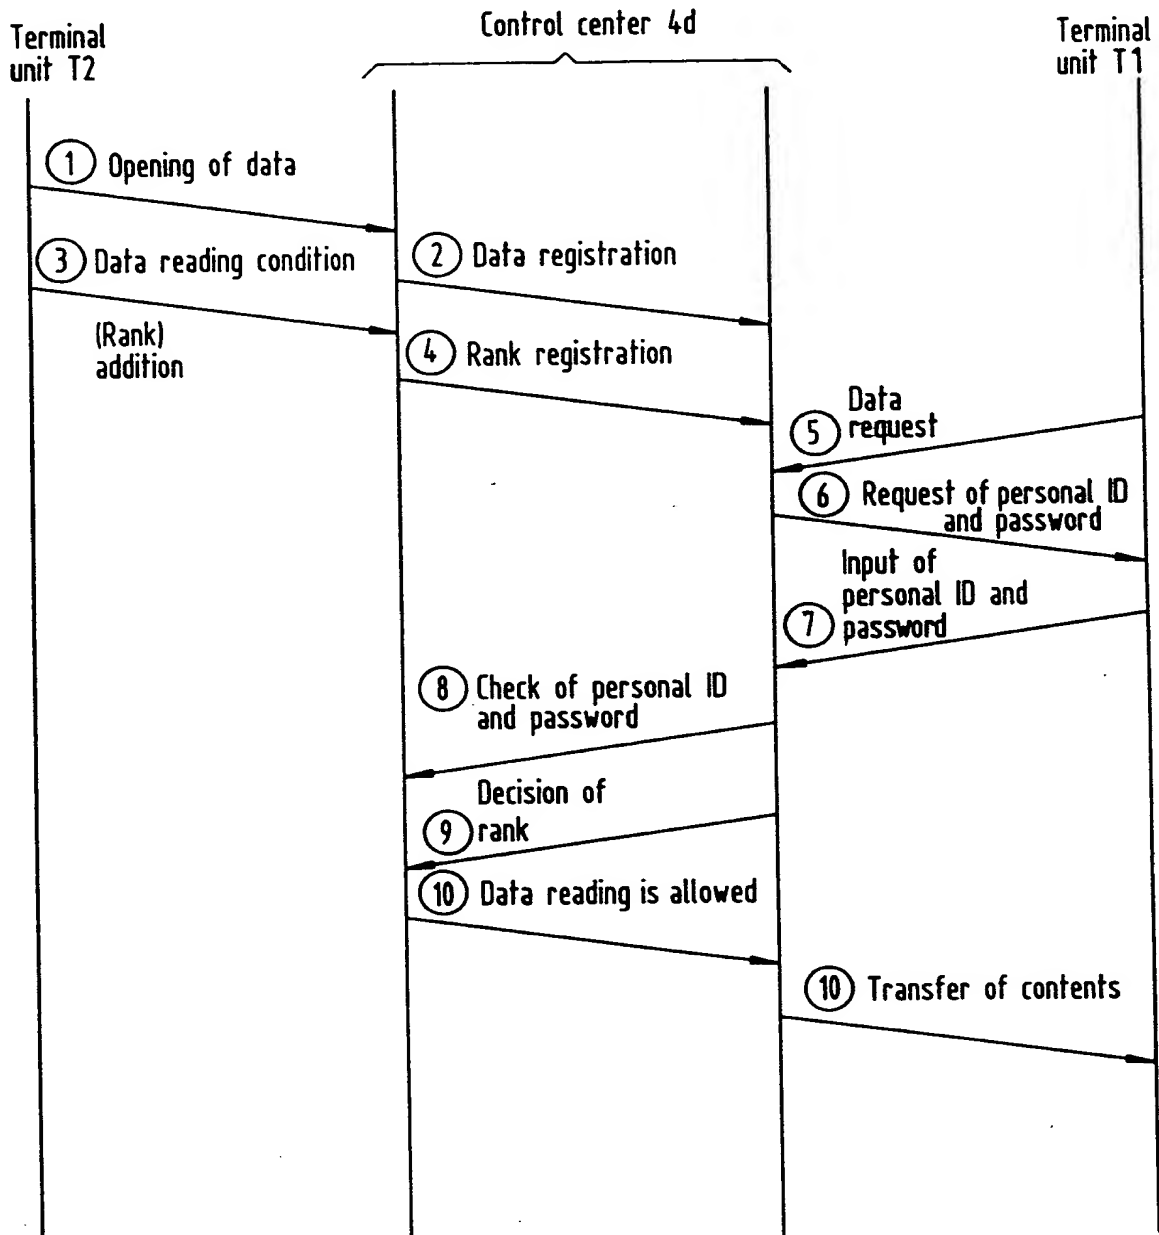 Control center 4d
Terminal
unit T2
Terminal
unit T1
1 Opening of data
2 Data registration
3 Data reading condition
(Rank)
addition
4 Rank registration
Data
5 request
6 Request of personal ID
and password
Input of
personal ID and
7 password
8 Check of personal ID
and password
Decision of
9 rank
10 Data reading is allowed
10 Transfer of contents